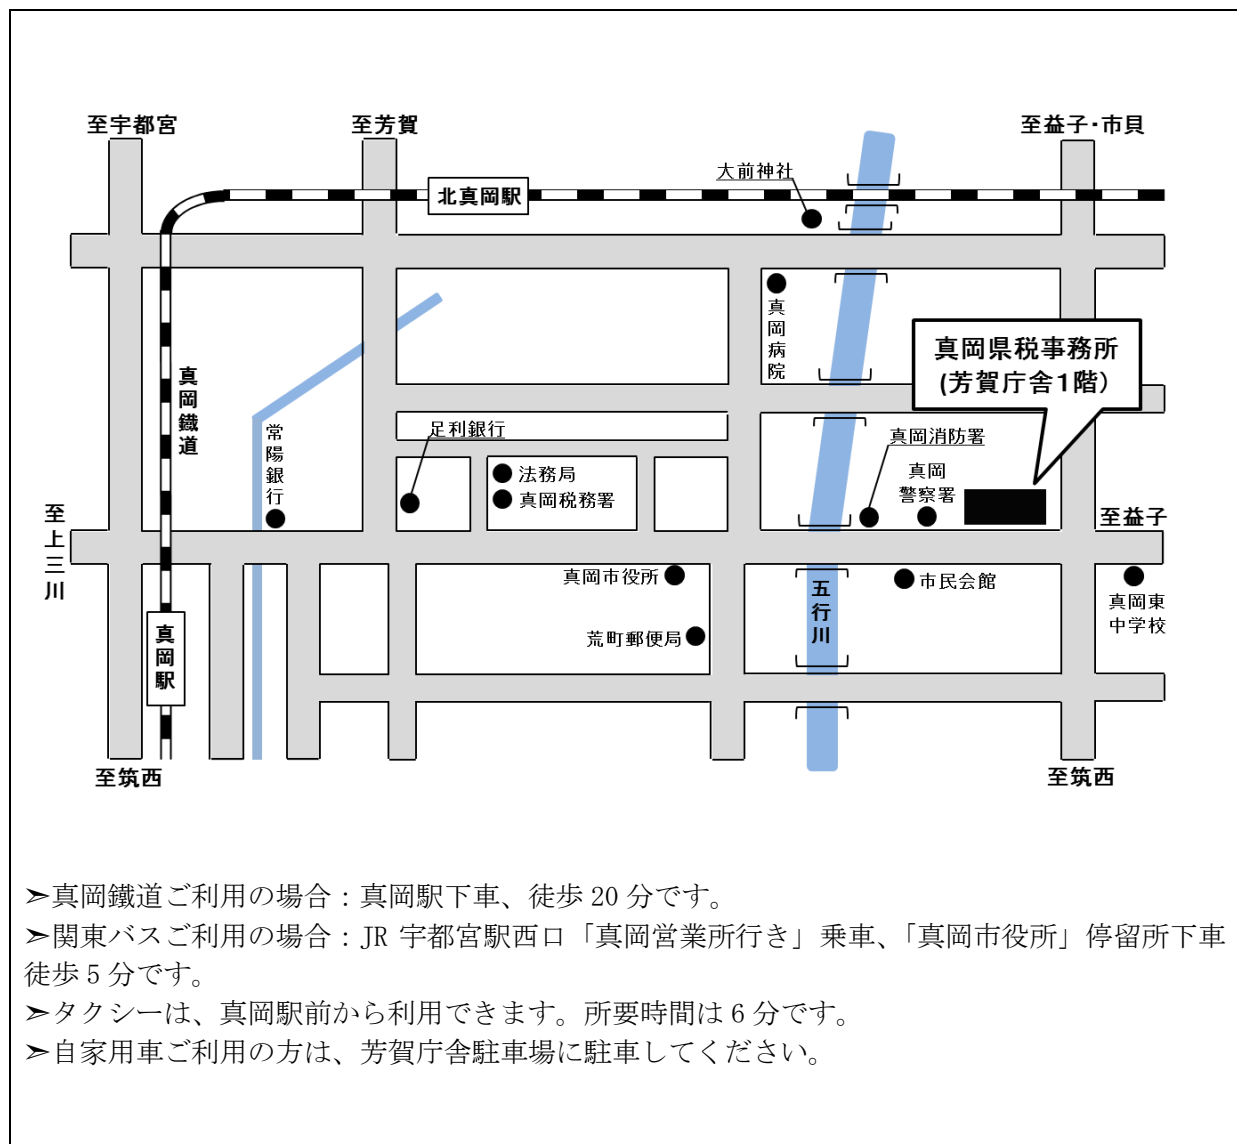 至宇都宮
至芳賀
至益子・市貝
大前神社
北真岡駅
真岡病院
真岡県税事務所
(芳賀庁舎1階)
真岡鐵道
常陽銀行
足利銀行
真岡消防署
法務局
真岡税務署
真岡
警察署
至上三川
至益子
真岡市役所
市民会館
五行川
真岡東
中学校
荒町郵便局
真岡駅
至筑西
至筑西
➣真岡鐵道ご利用の場合：真岡駅下車、徒歩20分です。
➣関東バスご利用の場合：JR 宇都宮駅西口「真岡営業所行き」乗車、「真岡市役所」停留所下車
徒歩5分です。
➣タクシーは、真岡駅前から利用できます。所要時間は6分です。
➣自家用車ご利用の方は、芳賀庁舎駐車場に駐車してください。